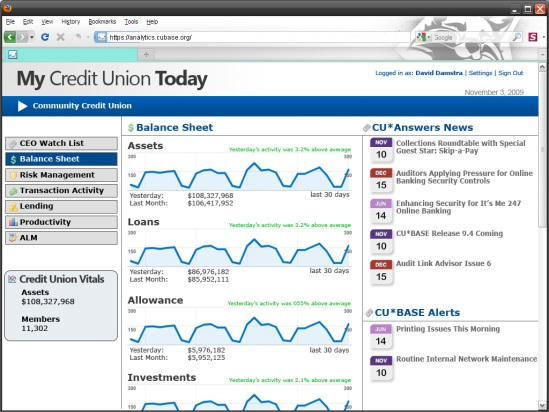 File Edit View History Bookmarks Tools Help
https://analytics.cubase.org/
Google
My Credit Union Today
Logged in as: David Damstra | Settings | Sign Out
November 3, 2009
Community Credit Union
CEO Watch List
Balance Sheet
Risk Management
Transaction Activity
Lending
Productivity
ALM
Credit Union Vitals
Assets
$108,327,968
Members
11,302
Balance Sheet
Assets
Yesterday's activity was 3.2% above average
300
300
150
150
Yesterday: $108,327,968
last 30 days
Last Month: $106,417,952
Loans
Yesterday's activity was 3.2% above average
300
300
150
150
Yesterday: $86,976,182
last 30 days
Last Month: $85,952,111
Allowance
Yesterday's activity was 055% above average
300
300
150
150
Yesterday: $5,976,182
last 30 days
Last Month: $5,952,125
Investments
Yesterday's activity was 2.1% above average
300
300
CU*Answers News
NOV
10
Collections Roundtable with Special
Guest Star: Skip-a-Pay
DEC
15
Auditors Applying Pressure for Online
Banking Security Controls
JUN
14
Enhancing Security for It's Me 247
Online Banking
NOV
10
CU*BASE Release 9.4 Coming
DEC
15
Audit Link Advisor Issue 6
CU*BASE Alerts
JUN
14
Printing Issues This Morning
NOV
10
Routine Internal Network Maintenance